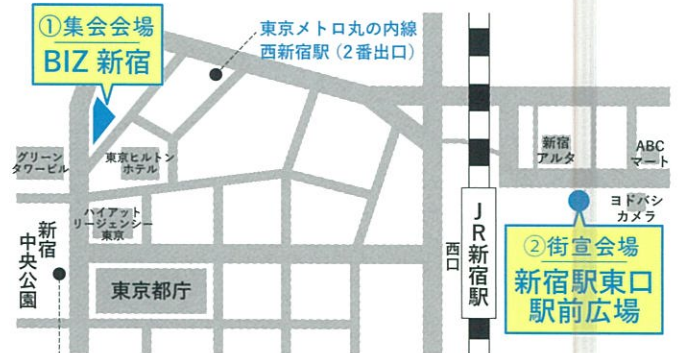 ①集会会場
BIZ 新宿
東京メトロ丸の内線
西新宿駅（2番出口）
グリーン
タワービル
東京ヒルトン
ホテル
新宿
アルタ
ABC
マート
ハイアット
リージェンシー
東京
ヨドバシ
カメラ
新宿
中央公園
東京都庁
西口
JR新宿駅
②街宣会場
新宿駅東口
駅前広場